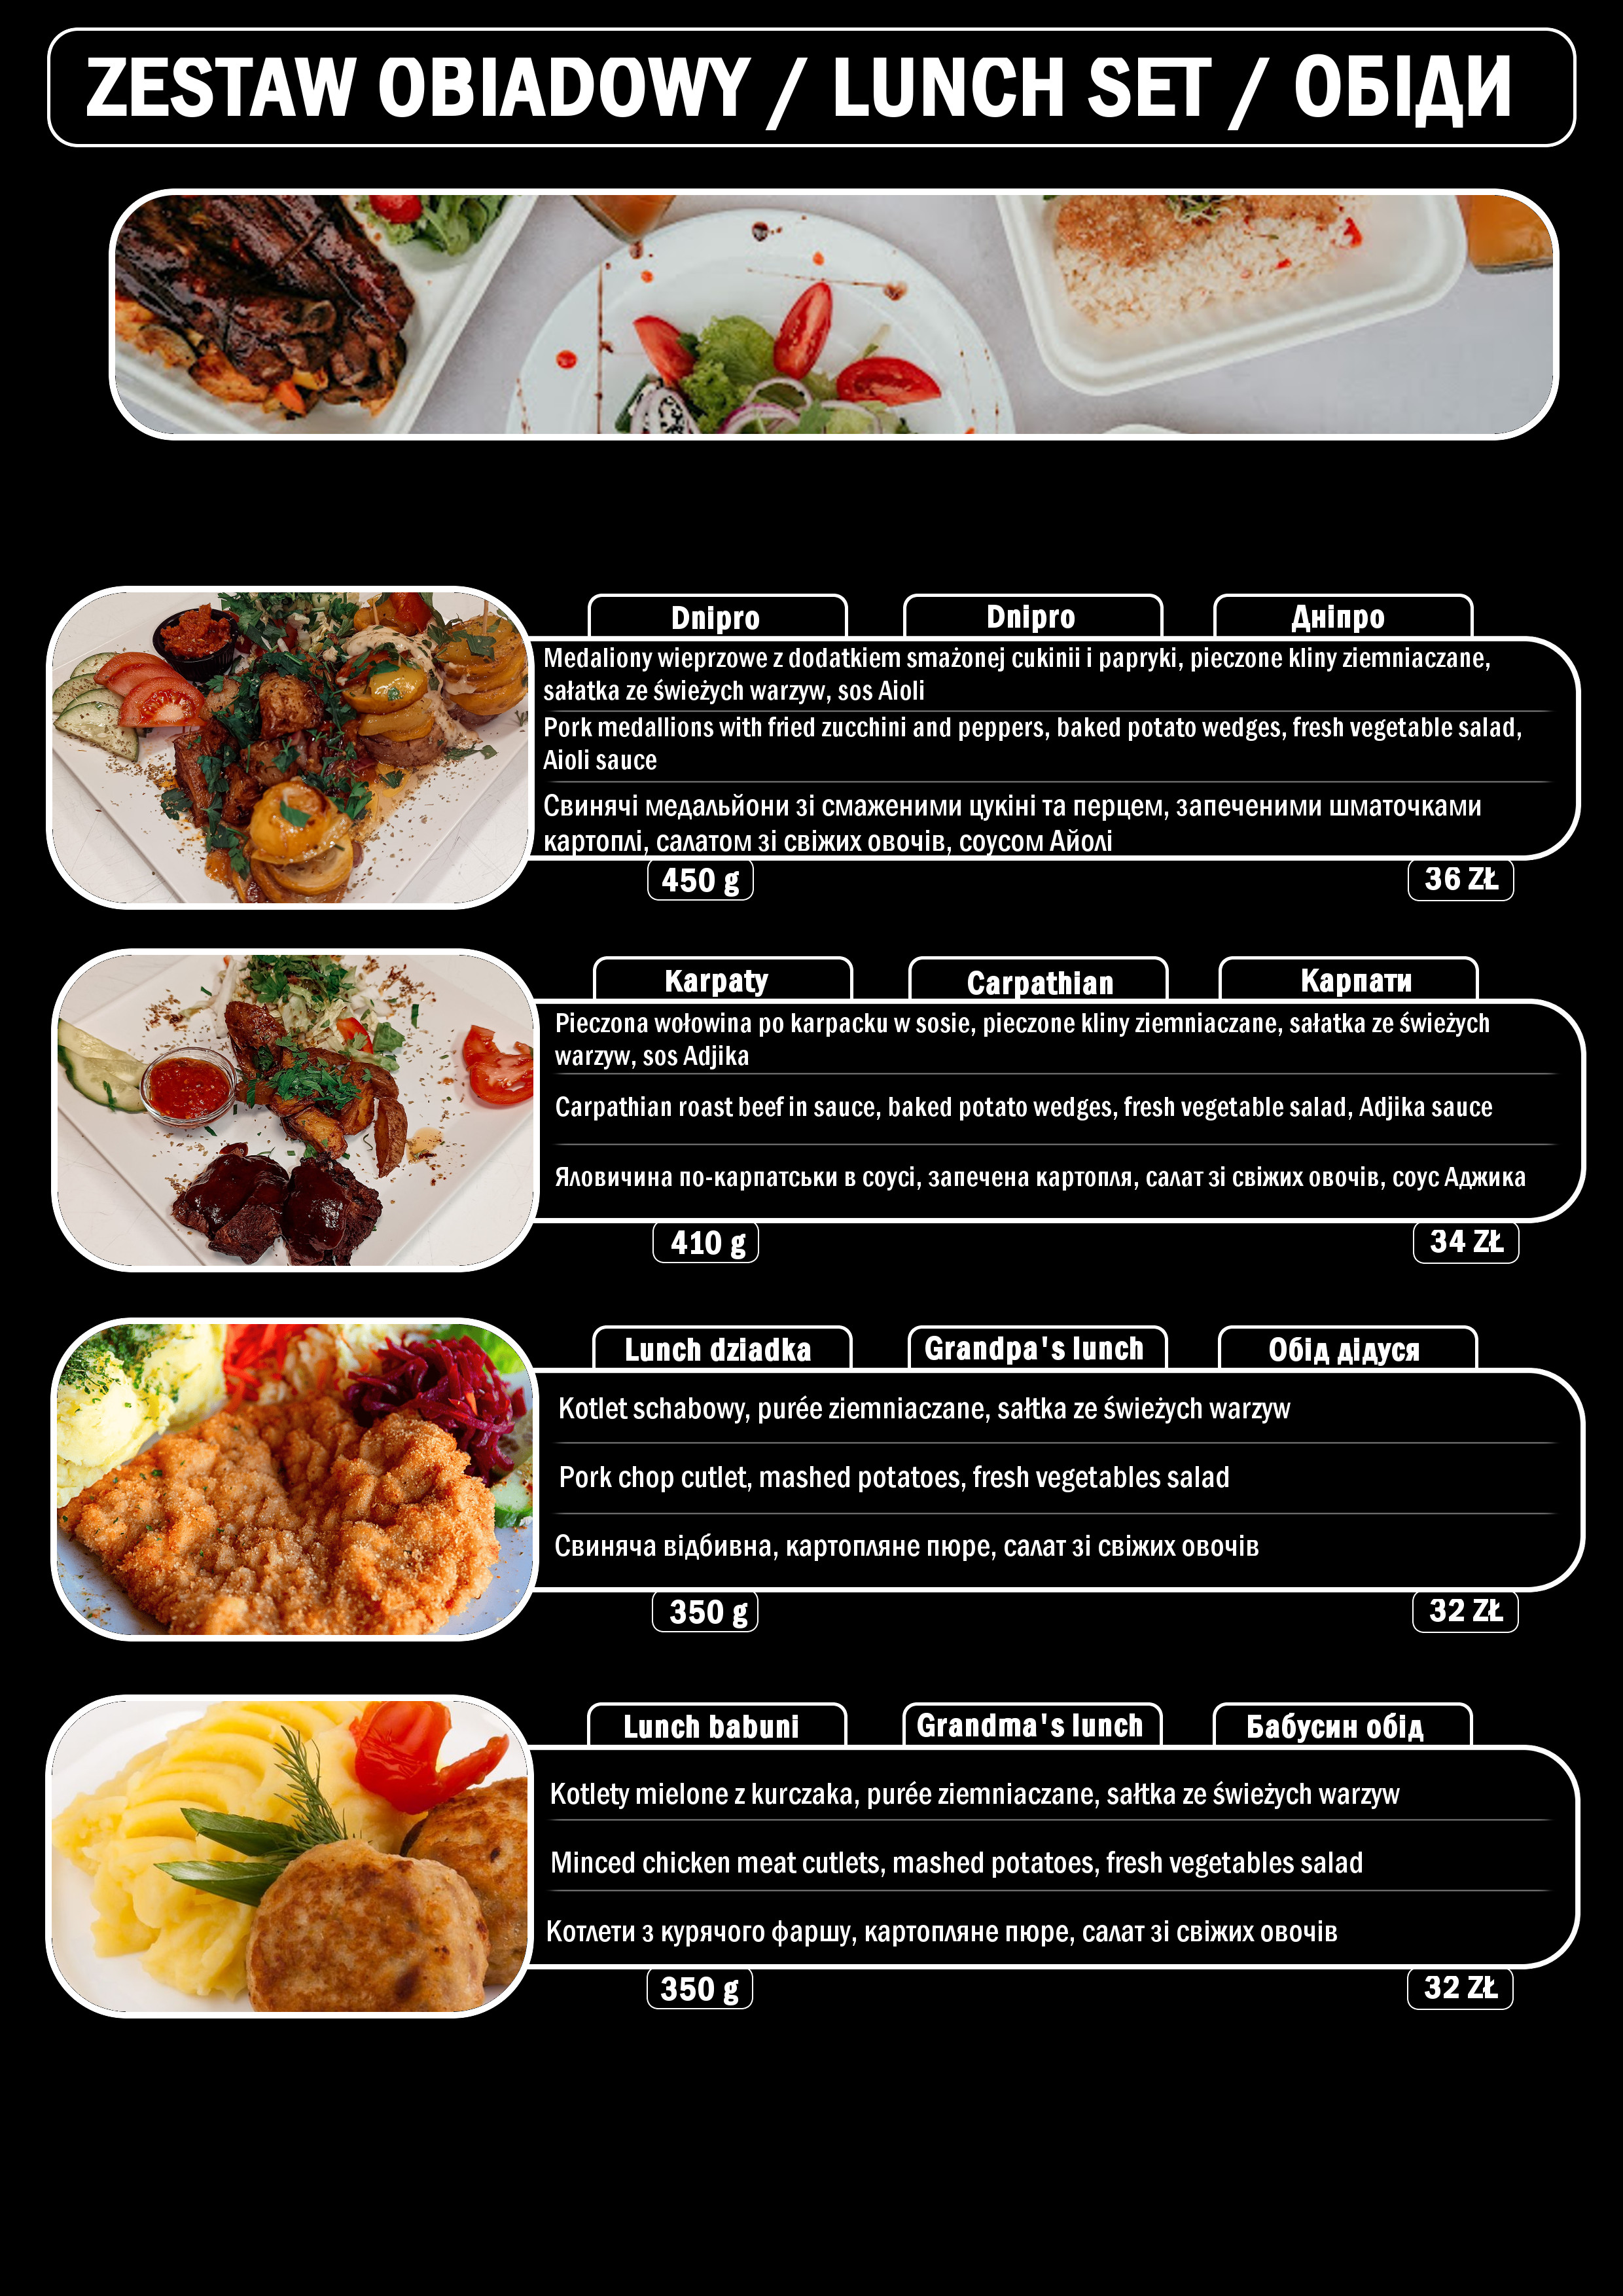 ZESTAW OBIADOWY / LUNCH SET / ОБІДИ
Dnipro
Dnipro
Дніпро
Medaliony wieprzowe z dodatkiem smażonej cukinii i papryki, pieczone kliny ziemniaczane,
sałatka ze świeżych warzyw, sos Aioli
Pork medallions with fried zucchini and peppers, baked potato wedges, fresh vegetable salad,
Aioli sauce
Свинячі медальйони зі смаженими цукіні та перцем, запеченими шматочками
картоплі, салатом зі свіжих овочів, соусом Айолі
450 g
36 ZŁ
Karpaty
Carpathian
Карпати
Pieczona wołowina po karpacku w sosie, pieczone kliny ziemniaczane, sałatka ze świeżych
warzyw, sos Adjika
Carpathian roast beef in sauce, baked potato wedges, fresh vegetable salad, Adjika sauce
Яловичина по-карпатськи в соусі, запечена картопля, салат зі свіжих овочів, соус Аджика
410 g
34 ZŁ
Lunch dziadka
Grandpa's lunch
Обід дідуся
Kotlet schabowy, purée ziemniaczane, sałtka ze świeżych warzyw
Pork chop cutlet, mashed potatoes, fresh vegetables salad
Свиняча відбивна, картопляне пюре, салат зі свіжих овочів
350 g
32 ZŁ
Lunch babuni
Grandma's lunch
Бабусин обід
Kotlety mielone z kurczaka, purée ziemniaczane, sałtka ze świeżych warzyw
Minced chicken meat cutlets, mashed potatoes, fresh vegetables salad
Котлети з курячого фаршу, картопляне пюре, салат зі свіжих овочів
350 g
32 ZŁ